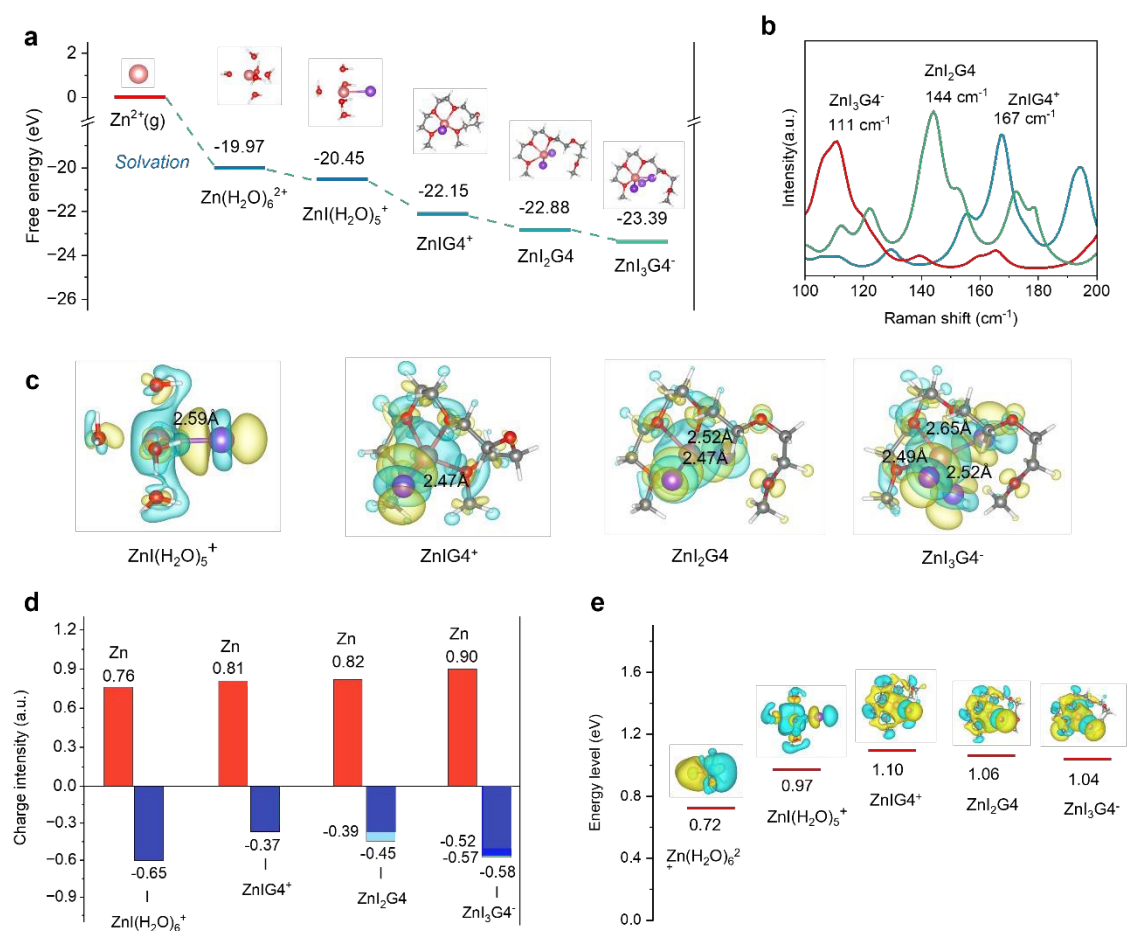 a
Free energy (eV)
2
0
−20
−22
−24
−26
Zn²⁺(g)
Solvation
-19.97
Zn(H₂O)₆²⁺
-20.45
ZnI(H₂O)₅⁺
-22.15
ZnIG4⁺
-22.88
ZnI₂G4
-23.39
ZnI₃G4⁻
b
Intensity(a.u.)
ZnI₃G4⁻
111 cm⁻¹
ZnI₂G4
144 cm⁻¹
ZnIG4⁺
167 cm⁻¹
100 120 140 160 180 200
Raman shift (cm⁻¹)
c
2.59Å
ZnI(H₂O)₅⁺
2.47Å
ZnIG4⁺
2.52Å
2.47Å
ZnI₂G4
2.65Å
2.49Å
2.52Å
ZnI₃G4⁻
d
Charge intensity (a.u.)
1.2
0.9
0.6
0.3
0.0
−0.3
−0.6
−0.9
Zn
0.76
Zn
0.81
Zn
0.82
Zn
0.90
-0.65
I
ZnI(H₂O)₆⁺
-0.37
I
ZnIG4⁺
-0.39
-0.45
I
ZnI₂G4
-0.52
-0.57
-0.58
I
ZnI₃G4⁻
e
Energy level (eV)
1.6
1.2
0.8
0.4
0.0
0.72
Zn(H₂O)₆²
+
0.97
ZnI(H₂O)₅⁺
1.10
ZnIG4⁺
1.06
ZnI₂G4
1.04
ZnI₃G4⁻